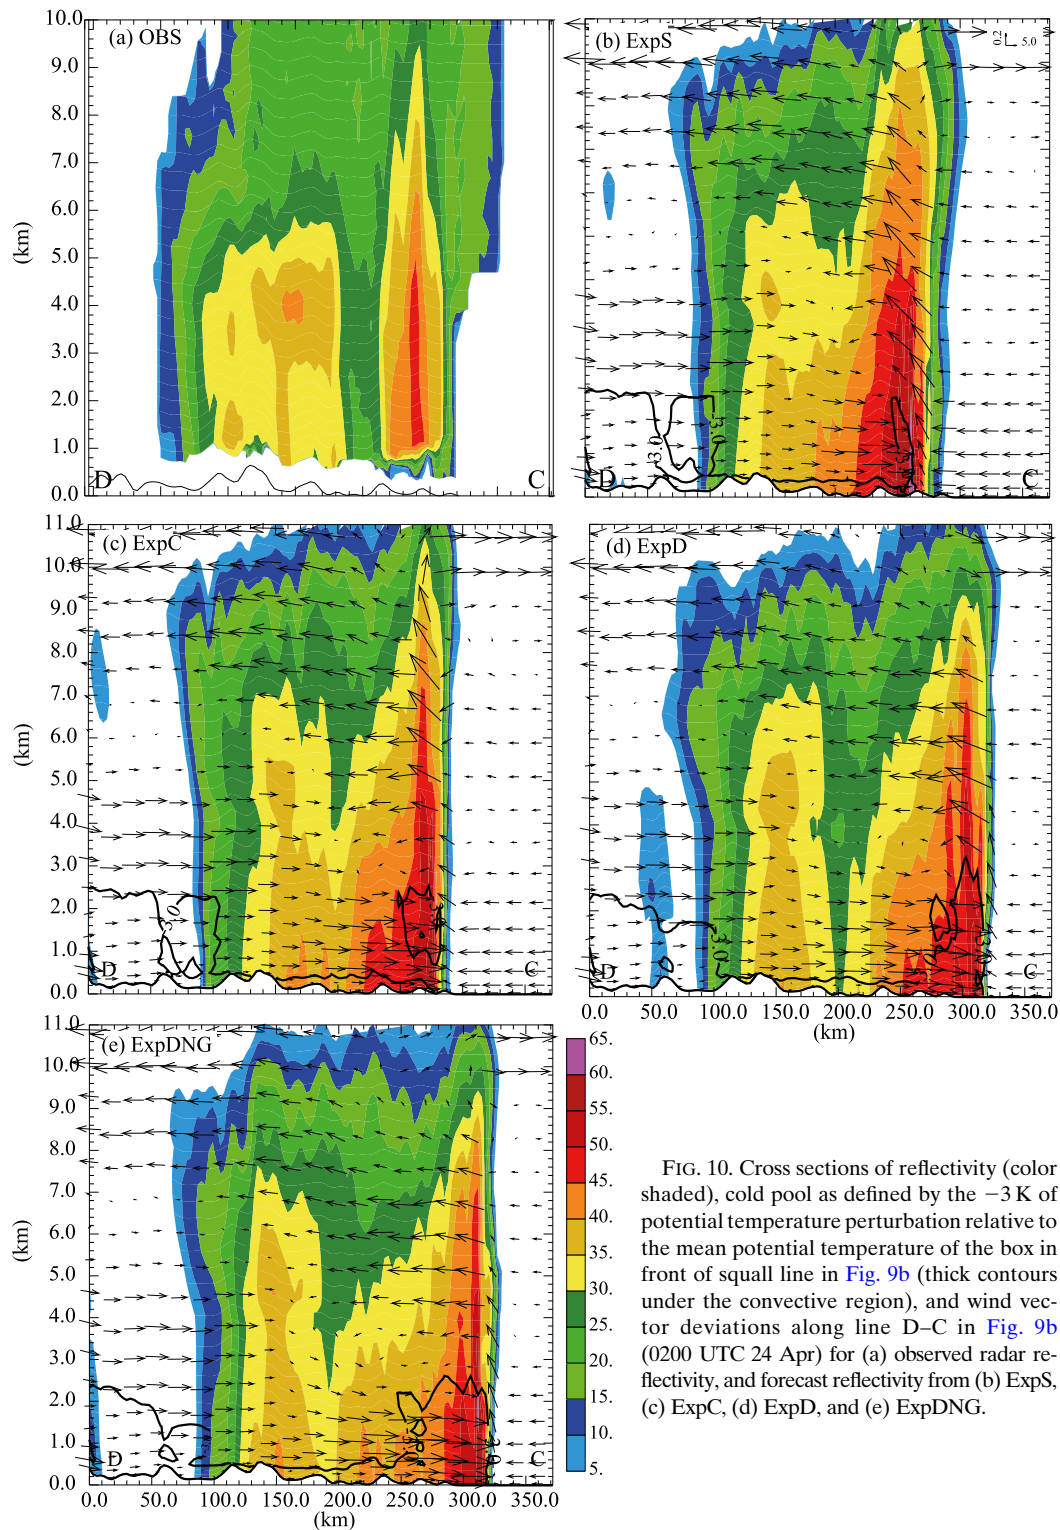 10.0
(a) OBS
9.0
8.0
7.0
6.0
5.0
4.0
3.0
2.0
1.0
0.0
(km)
D
C
(b) ExpS
0.2
5.0
3.0
-3.0
D
C
11.0
(c) ExpC
10.0
9.0
8.0
7.0
6.0
5.0
4.0
3.0
2.0
1.0
0.0
(km)
-3.0
D
C
(d) ExpD
-3.0
D
C
0.0 50.0 100.0 150.0 200.0 250.0 300.0 350.0
(km)
11.0
(e) ExpDNG
10.0
9.0
8.0
7.0
6.0
5.0
4.0
3.0
2.0
1.0
0.0
(km)
-3.0
D
C
0.0 50.0 100.0 150.0 200.0 250.0 300.0 350.0
(km)
65.
60.
55.
50.
45.
40.
35.
30.
25.
20.
15.
10.
5.
FIG. 10. Cross sections of reflectivity (color
shaded), cold pool as defined by the −3 K of
potential temperature perturbation relative to
the mean potential temperature of the box in
front of squall line in Fig. 9b (thick contours
under the convective region), and wind vec-
tor deviations along line D–C in Fig. 9b
(0200 UTC 24 Apr) for (a) observed radar re-
flectivity, and forecast reflectivity from (b) ExpS,
(c) ExpC, (d) ExpD, and (e) ExpDNG.